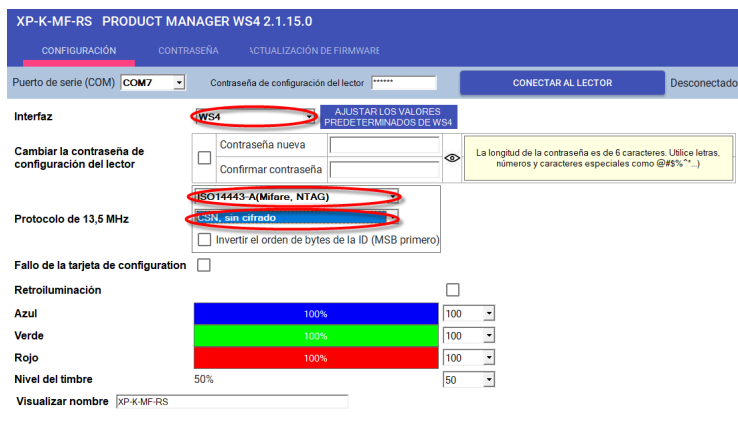 XP-K-MF-RS PRODUCT MANAGER WS4 2.1.15.0
CONFIGURACIÓN CONTRASEÑA \CTUALIZACIÓN DE FIRMWARE
Puerto de serie (COM) COM7 Contraseña de configuración del lector ****** CONECTAR AL LECTOR Desconectado
Interfaz WS4 AJUSTAR LOS VALORES
PREDETERMINADOS DE WS4
Cambiar la contraseña de
configuración del lector
Contraseña nueva
Confirmar contraseña
La longitud de la contraseña es de 6 caracteres. Utilice letras,
números y caracteres especiales como @#$%^*...)
Protocolo de 13,5 MHz
ISO14443-A(Mifare, NTAG)
CSN, sin cifrado
Invertir el orden de bytes de la ID (MSB primero)
Fallo de la tarjeta de configuration
Retroiluminación
Azul 100% 100
Verde 100% 100
Rojo 100% 100
Nivel del timbre 50% 50
Visualizar nombre XP-K-MF-RS